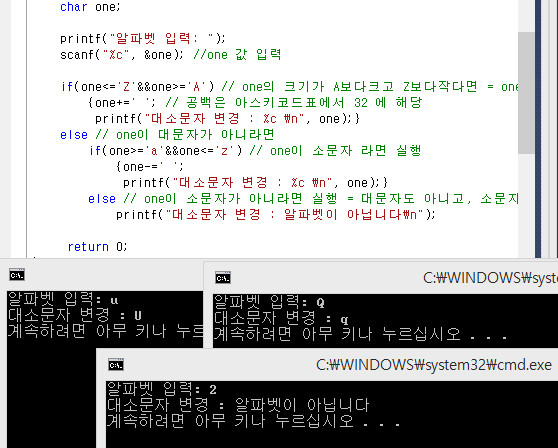 char one;
printf("알파벳 입력: ");
scanf("%c", &one); //one 값 입력
if(one<='Z'&&one>='A') // one의 크기가 A보다크고 Z보다작다면 = one
{one+=' '; // 공백은 아스키코드표에서 32 에 해당
printf("대소문자 변경 : %c ₩n", one);}
else // one이 대문자가 아니라면
if(one>='a'&&one<='z') // one이 소문자 라면 실행
{one-=' ';
printf("대소문자 변경 : %c ₩n", one);}
else // one이 소문자가 아니라면 실행 = 대문자도 아니고, 소문자
printf("대소문자 변경 : 알파벳이 아닙니다₩n");
return 0;
C:\.
알파벳 입력: u
대소문자 변경 : U
계속하려면 아무 키나 누르
C:\.
C:₩WINDOWS₩syst
알파벳 입력: Q
대소문자 변경 : q
계속하려면 아무 키나 누르십시오 . . .
C:\.
C:₩WINDOWS₩system32₩cmd.exe
알파벳 입력: 2
대소문자 변경 : 알파벳이 아닙니다
계속하려면 아무 키나 누르십시오 . . .